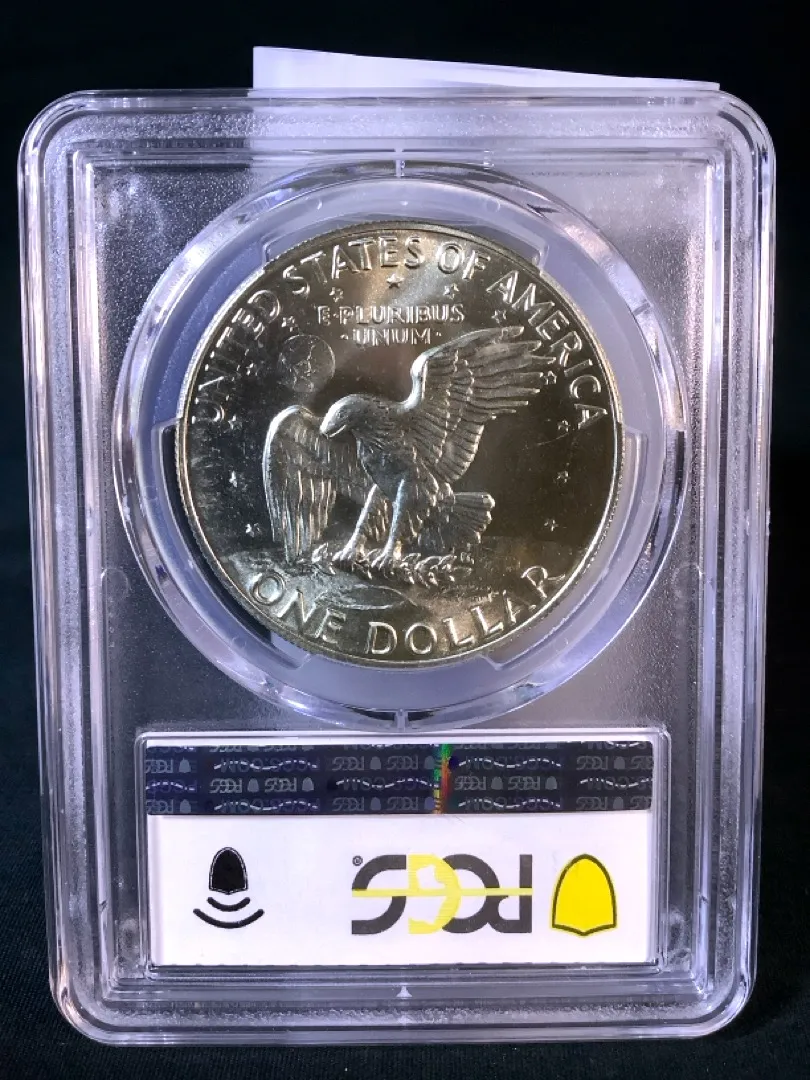 UNITED STATES OF AMERICA
E·PLURIBUS
·UNUM·
ONE DOLLAR
PCGS®